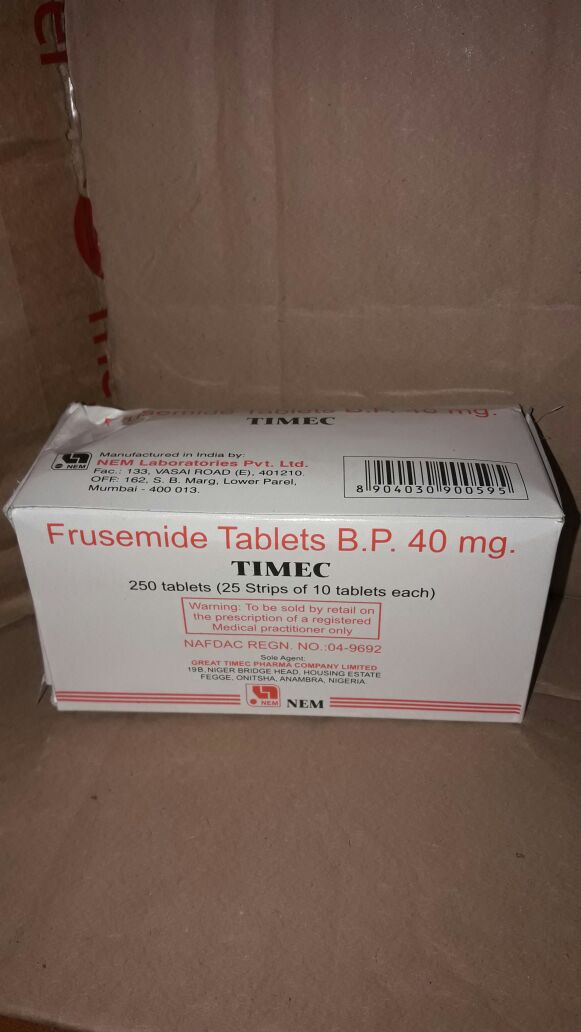 Tablets B.P. 40 mg.
TIMEC
Manufactured in India by:
NEM Laboratories Pvt. Ltd.
Fac.: 133, VASAI ROAD (E), 401210.
OFF: 162, S. B. Marg, Lower Parel,
Mumbai - 400 013.
NEM
8 904030 900595
Frusemide Tablets B.P. 40 mg.
TIMEC
250 tablets (25 Strips of 10 tablets each)
Warning: To be sold by retail on
the prescription of a registered
Medical practitioner only
NAFDAC REGN. NO.:04-9692
Sole Agent:
GREAT TIMEC PHARMA COMPANY LIMITED
19B, NIGER BRIDGE HEAD, HOUSING ESTATE
FEGGE, ONITSHA, ANAMBRA, NIGERIA.
NEM NEM